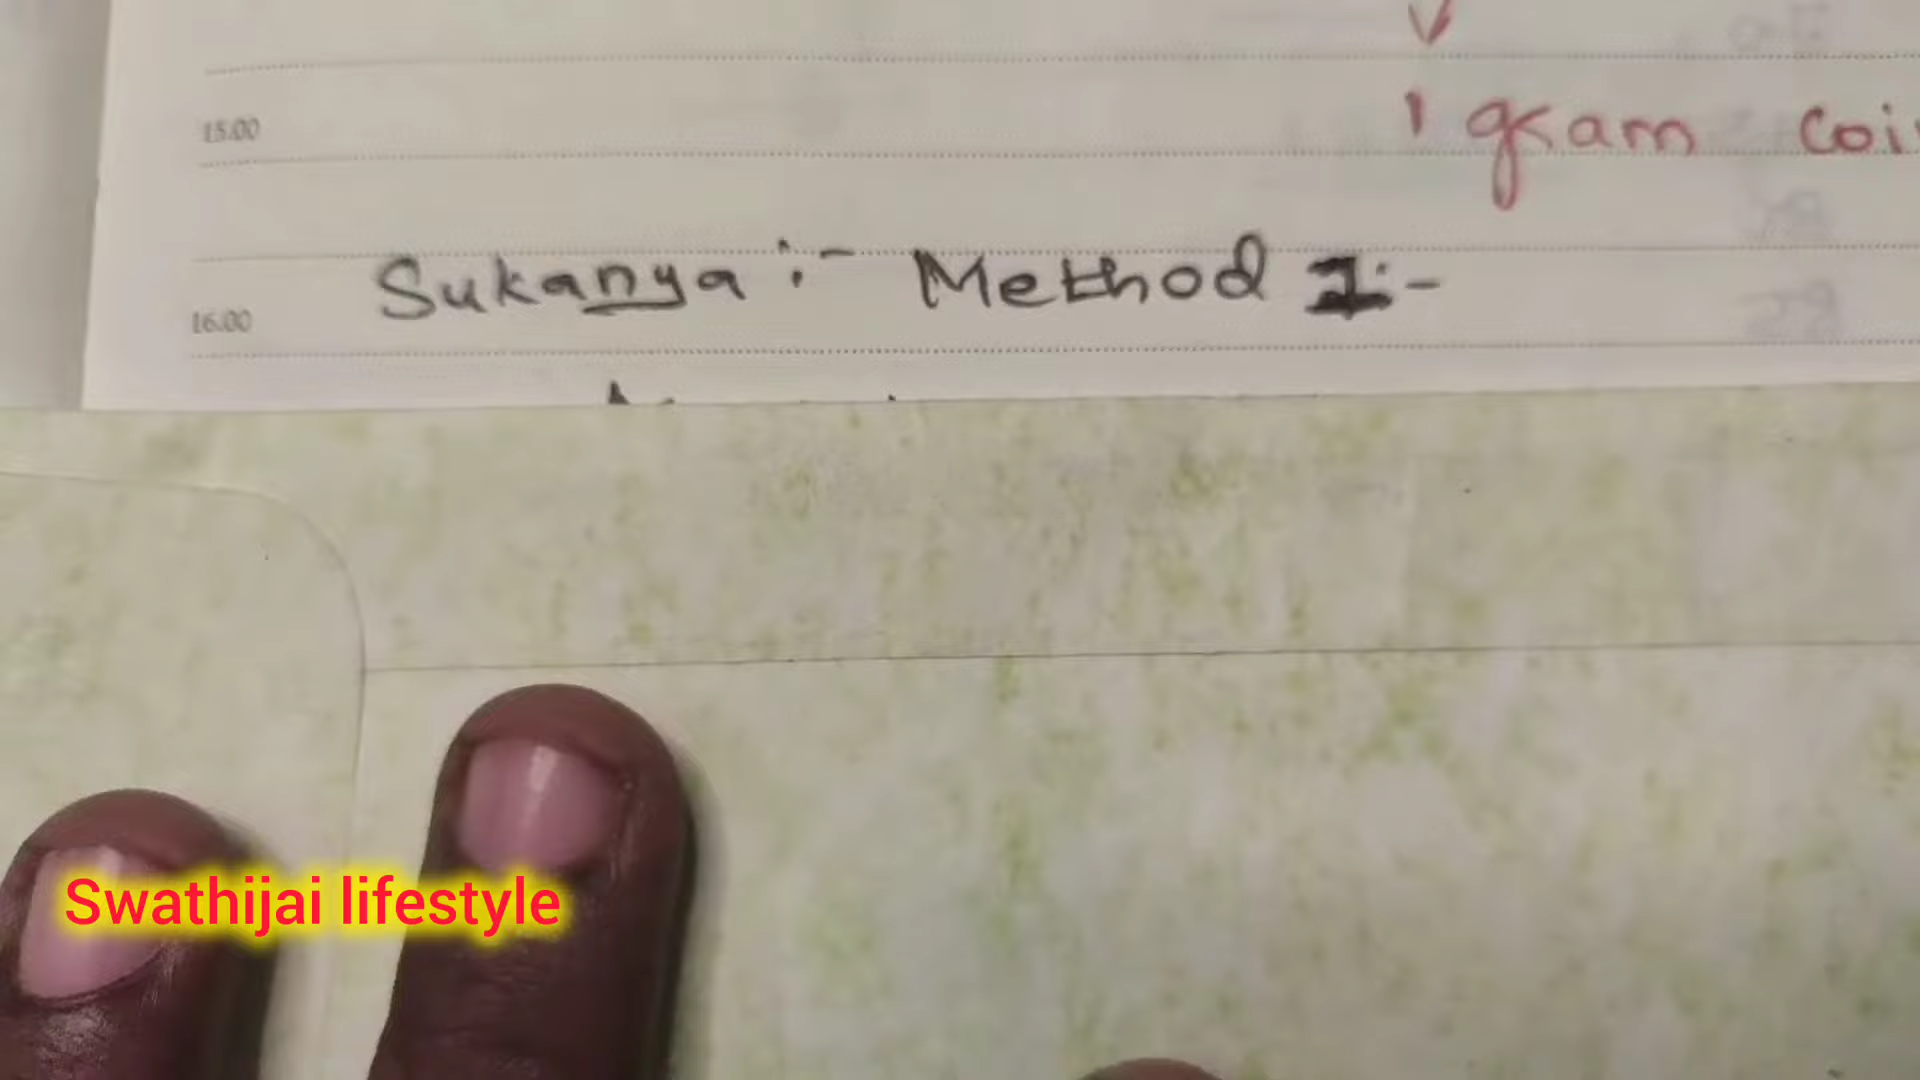 15.00
1 gram coi
Sukanya :- Method 1:-
16.00
Swathijai lifestyle